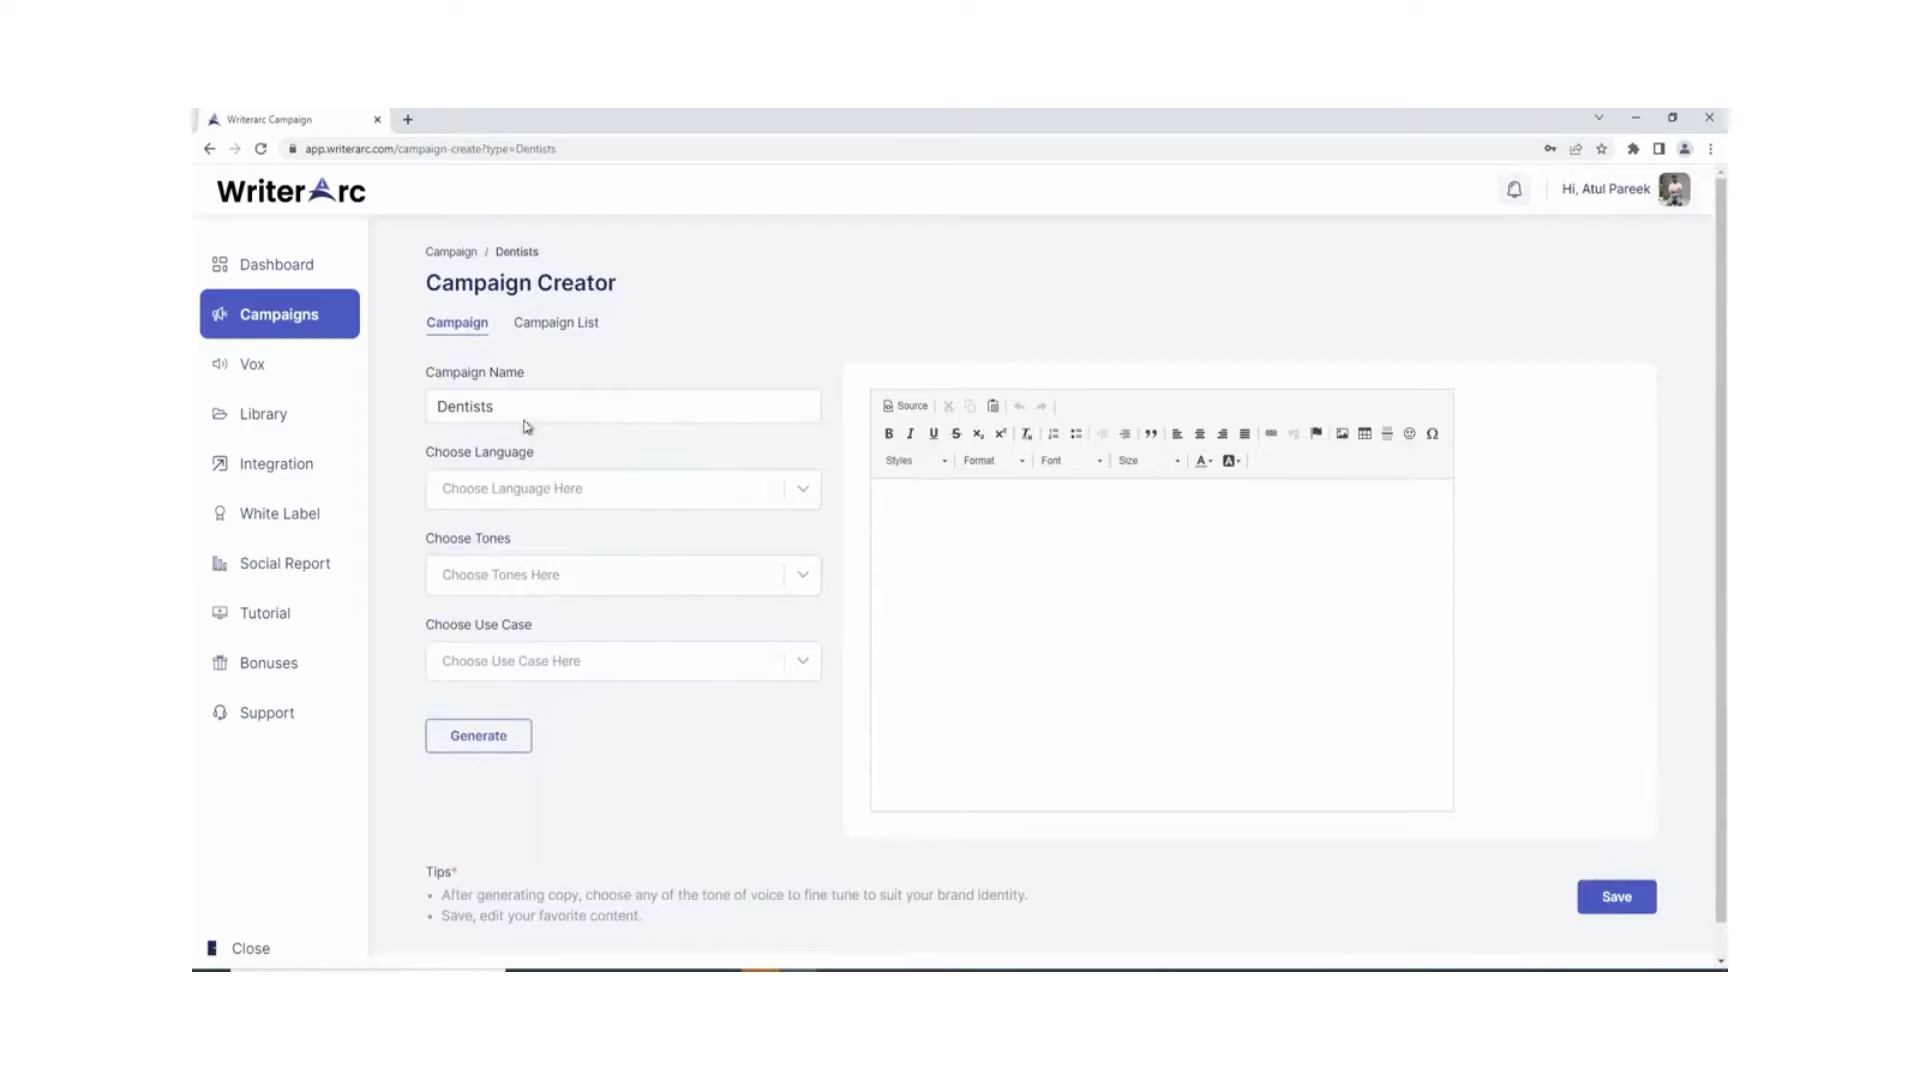 Writerarc Campaign
app.writerarc.com/campaign-create?type=Dentists
WriterArc
Hi, Atul Pareek
Dashboard
Campaigns
Vox
Library
Integration
White Label
Social Report
Tutorial
Bonuses
Support
Close
Campaign / Dentists
Campaign Creator
Campaign Campaign List
Campaign Name
Dentists
Choose Language
Choose Language Here
Choose Tones
Choose Tones Here
Choose Use Case
Choose Use Case Here
Generate
Source
Styles Format Font Size
Tips*
• After generating copy, choose any of the tone of voice to fine tune to suit your brand identity.
• Save, edit your favorite content.
Save